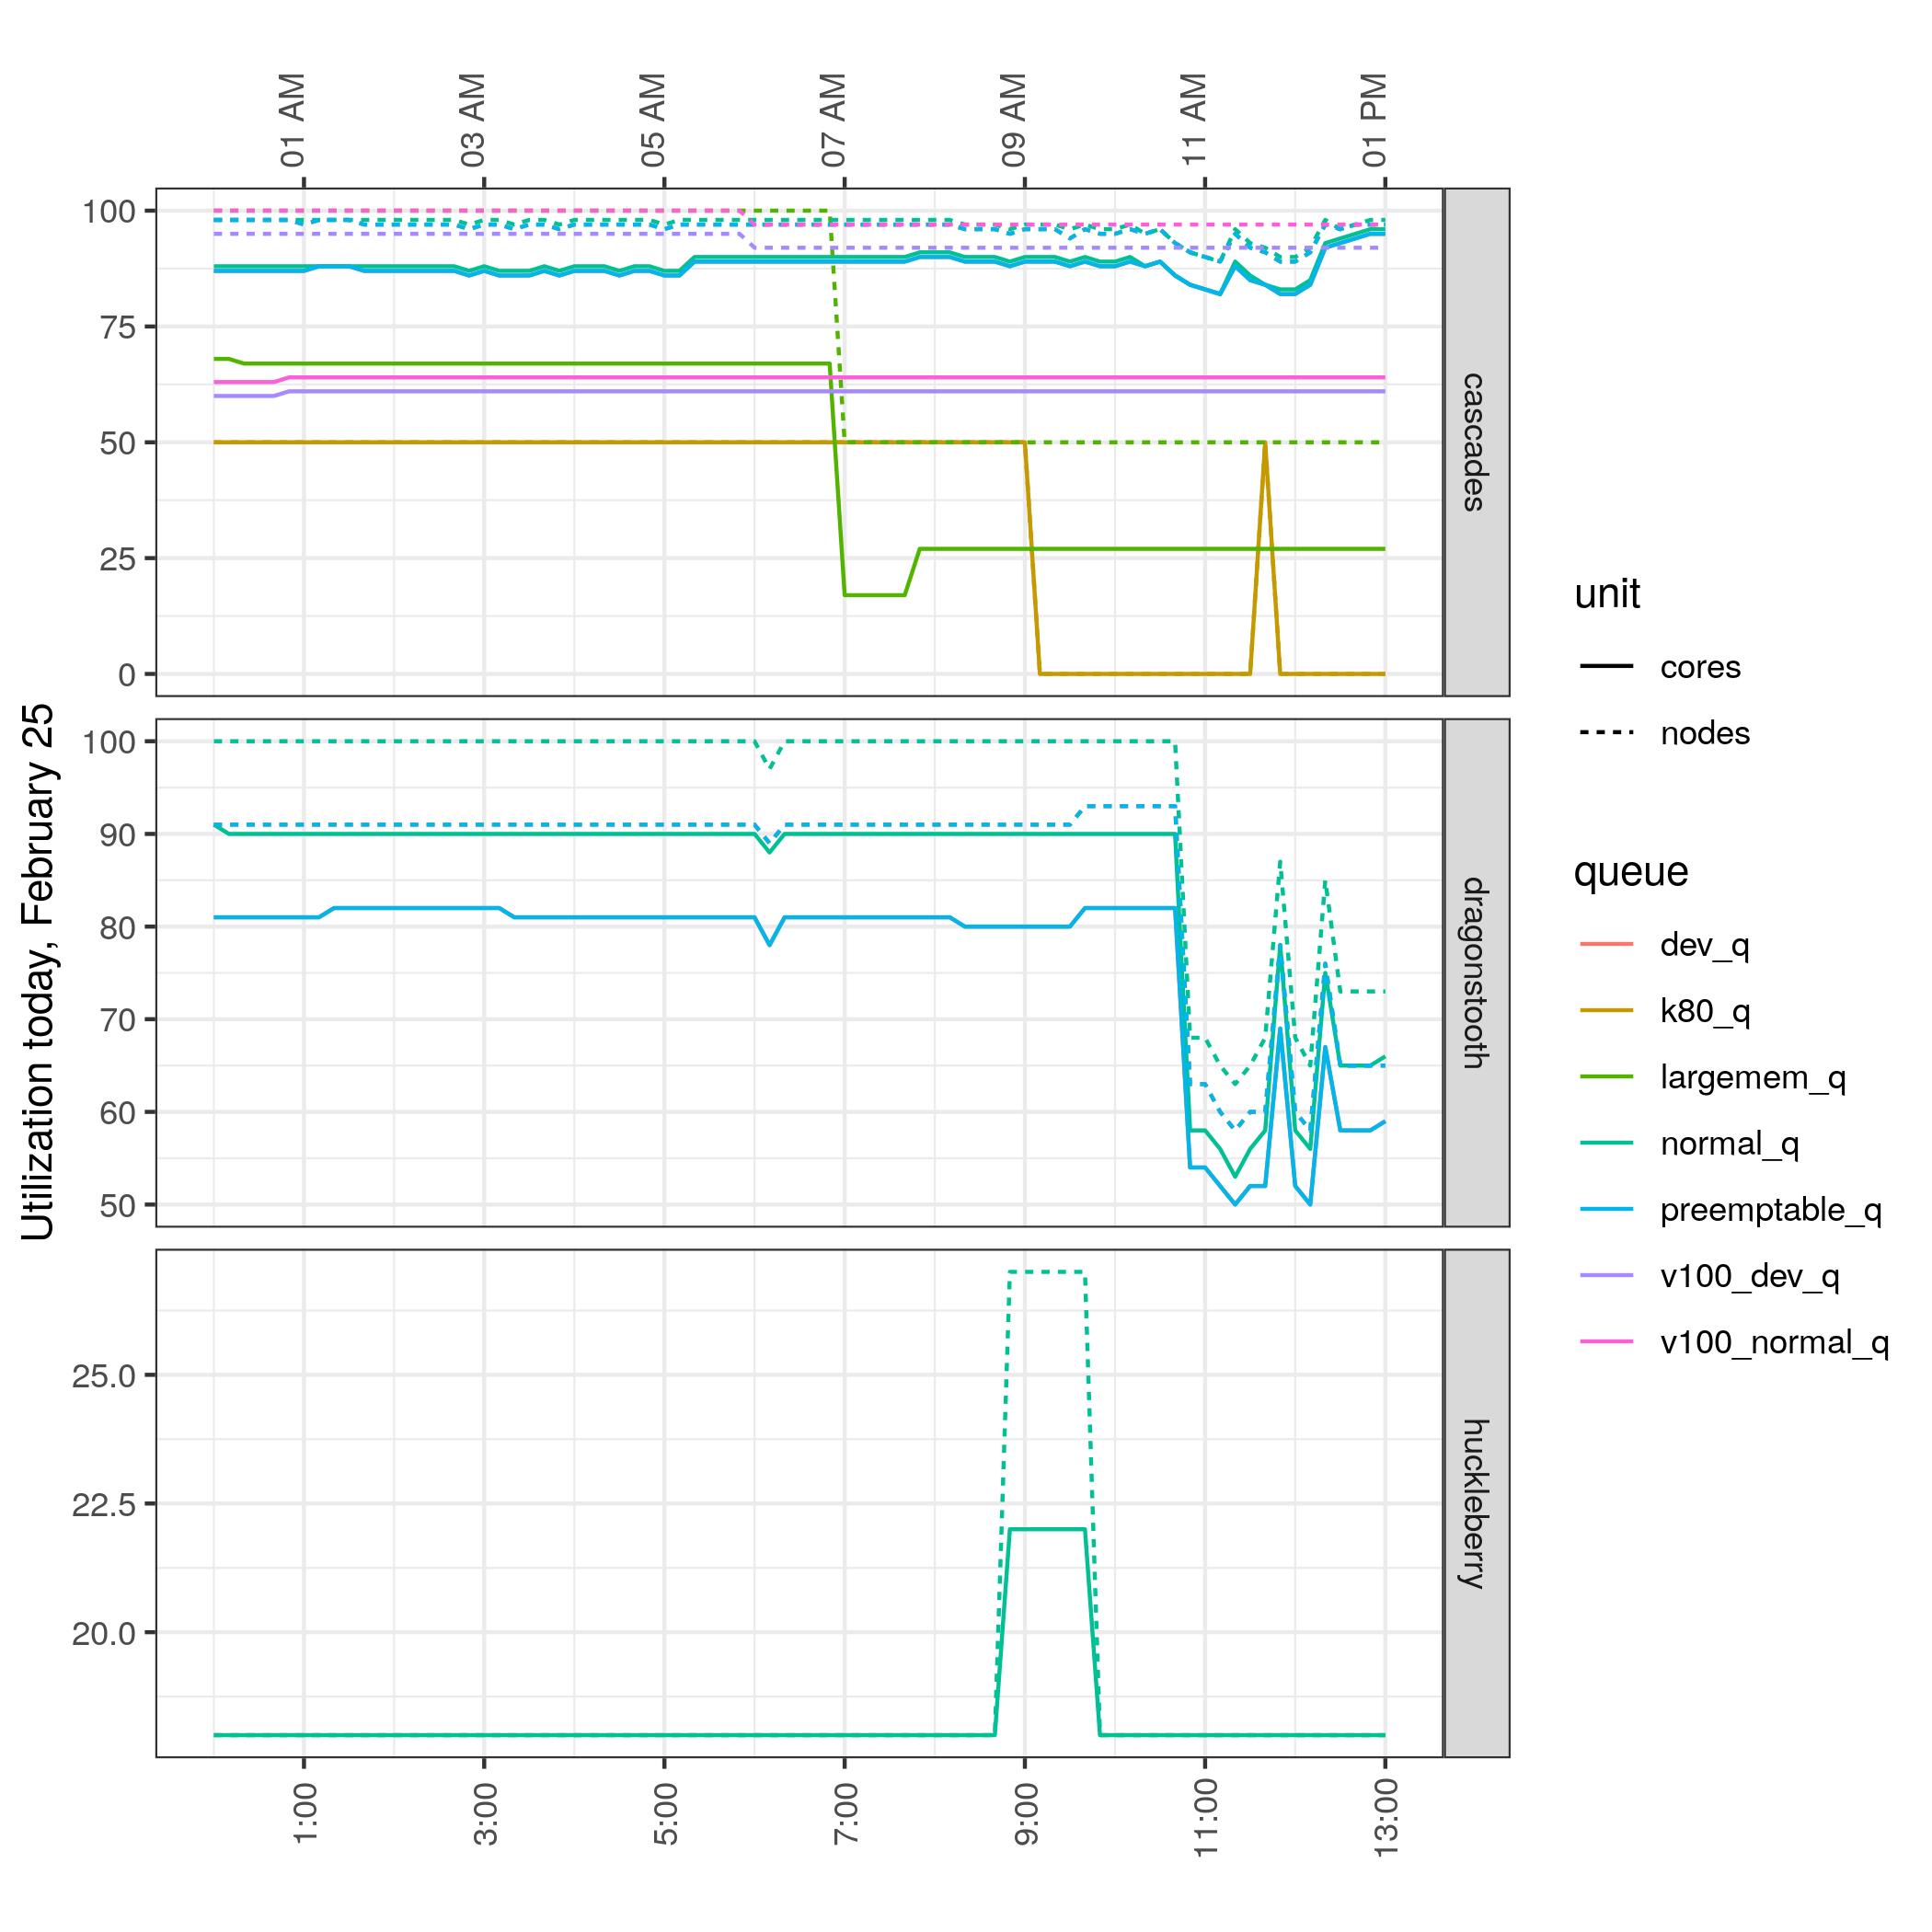 01 AM
03 AM
05 AM
07 AM
09 AM
11 AM
01 PM
Utilization today, February 25
100
75
50
25
0
cascades
100
90
80
70
60
50
dragonstooth
25.0
22.5
20.0
huckleberry
1:00
3:00
5:00
7:00
9:00
11:00
13:00
unit
cores
nodes
queue
dev_q
k80_q
largemem_q
normal_q
preemptable_q
v100_dev_q
v100_normal_q